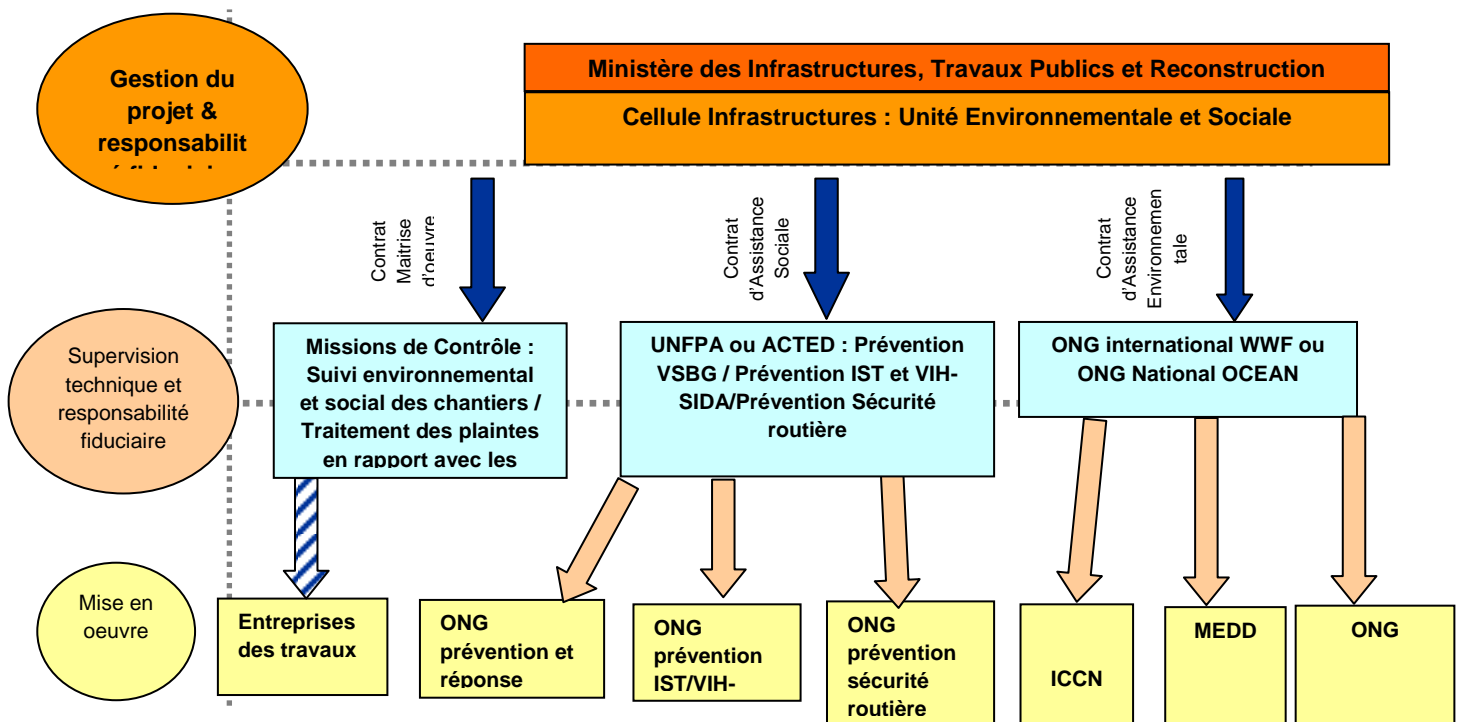 Gestion du
projet &
responsabilit
Ministère des Infrastructures, Travaux Publics et Reconstruction
Cellule Infrastructures : Unité Environnementale et Sociale
Contrat
Maitrise
d'oeuvre
Contrat
d'Assistance
Sociale
Contrat
d'Assistance
Environnemen
tale
Supervision
technique et
responsabilité
fiduciaire
Missions de Contrôle :
Suivi environnemental
et social des chantiers /
Traitement des plaintes
en rapport avec les
UNFPA ou ACTED : Prévention
VSBG / Prévention IST et VIH-
SIDA/Prévention Sécurité
routière
ONG international WWF ou
ONG National OCEAN
Mise en
oeuvre
Entreprises
des travaux
ONG
prévention et
réponse
ONG
prévention
IST/VIH-
ONG
prévention
sécurité
routière
ICCN
MEDD
ONG